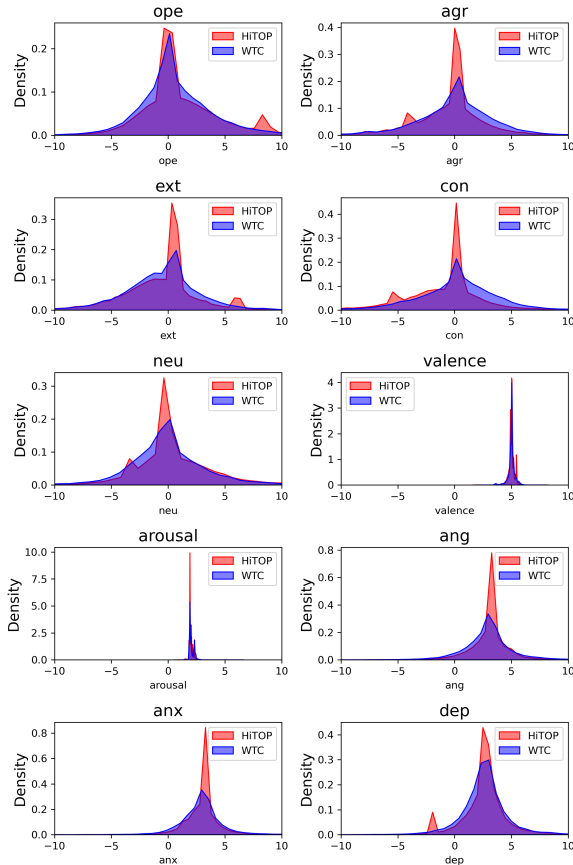 ope
Density
0.2
0.1
0.0
HiTOP
WTC
−10 −5 0 5 10
ope
agr
Density
0.4
0.3
0.2
0.1
0.0
HiTOP
WTC
−10 −5 0 5 10
agr
ext
Density
0.3
0.2
0.1
0.0
HiTOP
WTC
−10 −5 0 5 10
ext
con
Density
0.4
0.3
0.2
0.1
0.0
HiTOP
WTC
−10 −5 0 5 10
con
neu
Density
0.3
0.2
0.1
0.0
HiTOP
WTC
−10 −5 0 5 10
neu
valence
Density
4
3
2
1
0
HiTOP
WTC
−10 −5 0 5 10
valence
arousal
Density
10.0
7.5
5.0
2.5
0.0
HiTOP
WTC
−10 −5 0 5 10
arousal
ang
Density
0.8
0.6
0.4
0.2
0.0
HiTOP
WTC
−10 −5 0 5 10
ang
anx
Density
0.8
0.6
0.4
0.2
0.0
HiTOP
WTC
−10 −5 0 5 10
anx
dep
Density
0.4
0.3
0.2
0.1
0.0
HiTOP
WTC
−10 −5 0 5 10
dep